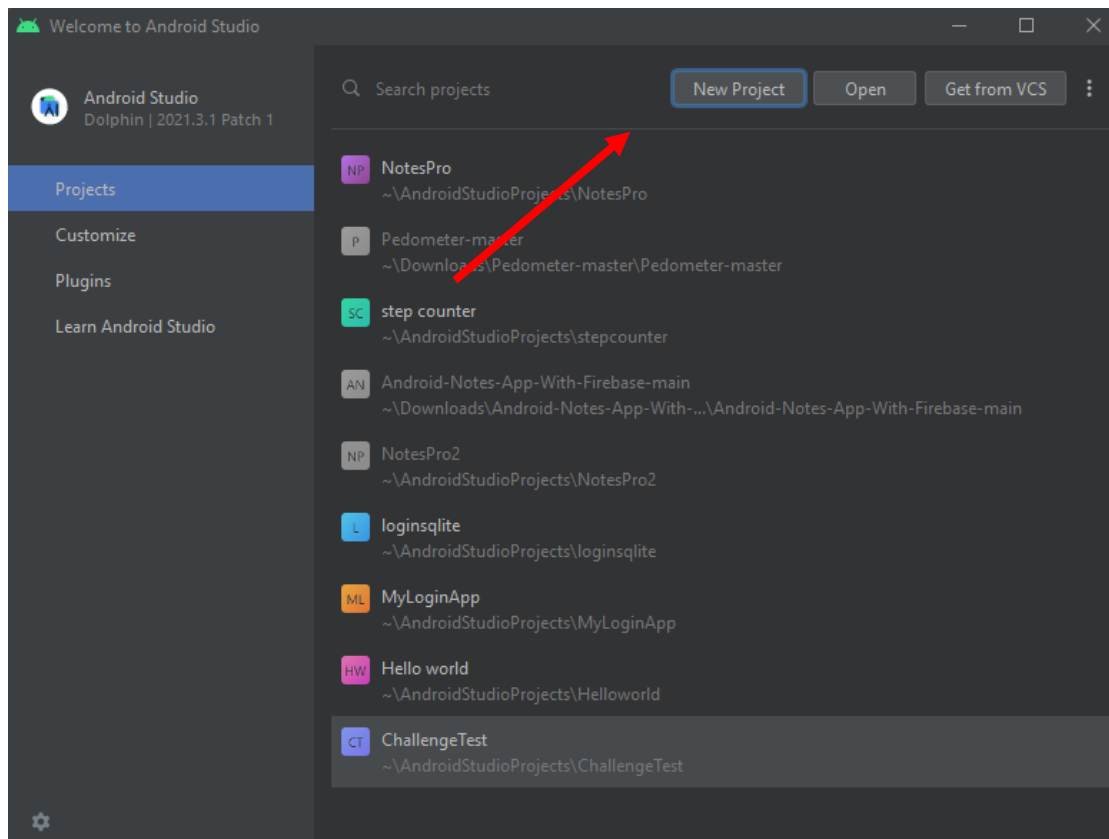 Welcome to Android Studio
Android Studio
Dolphin | 2021.3.1 Patch 1
Projects
Customize
Plugins
Learn Android Studio
Search projects
New Project
Open
Get from VCS
NP
NotesPro
~\AndroidStudioProjects\NotesPro
P
Pedometer-master
~\Downloads\Pedometer-master\Pedometer-master
SC
step counter
~\AndroidStudioProjects\stepcounter
AN
Android-Notes-App-With-Firebase-main
~\Downloads\Android-Notes-App-With-...\Android-Notes-App-With-Firebase-main
NP
NotesPro2
~\AndroidStudioProjects\NotesPro2
L
loginsqlite
~\AndroidStudioProjects\loginsqlite
ML
MyLoginApp
~\AndroidStudioProjects\MyLoginApp
HW
Hello world
~\AndroidStudioProjects\Helloworld
CT
ChallengeTest
~\AndroidStudioProjects\ChallengeTest